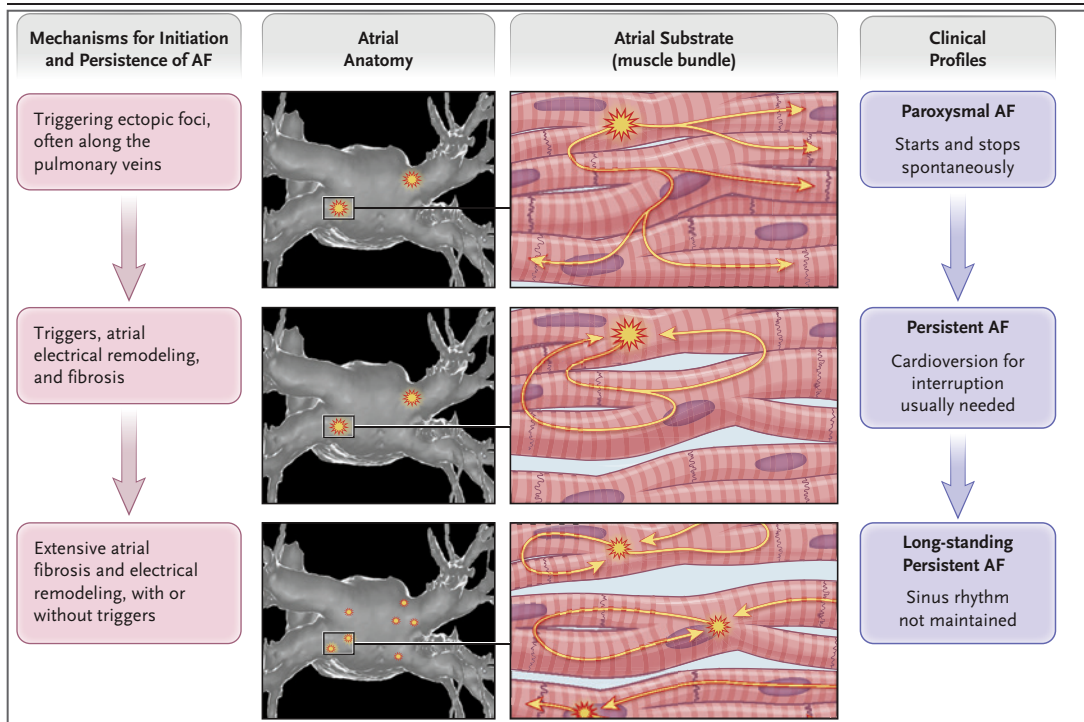 Mechanisms for Initiation
and Persistence of AF
Atrial
Anatomy
Atrial Substrate
(muscle bundle)
Clinical
Profiles
Triggering ectopic foci,
often along the
pulmonary veins
Paroxysmal AF
Starts and stops
spontaneously
Triggers, atrial
electrical remodeling,
and fibrosis
Persistent AF
Cardioversion for
interruption
usually needed
Extensive atrial
fibrosis and electrical
remodeling, with or
without triggers
Long-standing
Persistent AF
Sinus rhythm
not maintained